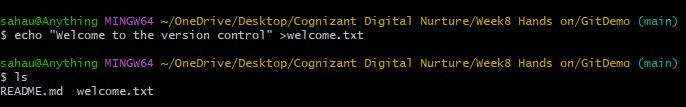 sahau@Anything MINGW64 ~/OneDrive/Desktop/Cognizant Digital Nurture/Week8 Hands on/GitDemo (main)
$ echo "Welcome to the version control" >welcome.txt
sahau@Anything MINGW64 ~/OneDrive/Desktop/Cognizant Digital Nurture/Week8 Hands on/GitDemo (main)
$ ls
README.md  welcome.txt